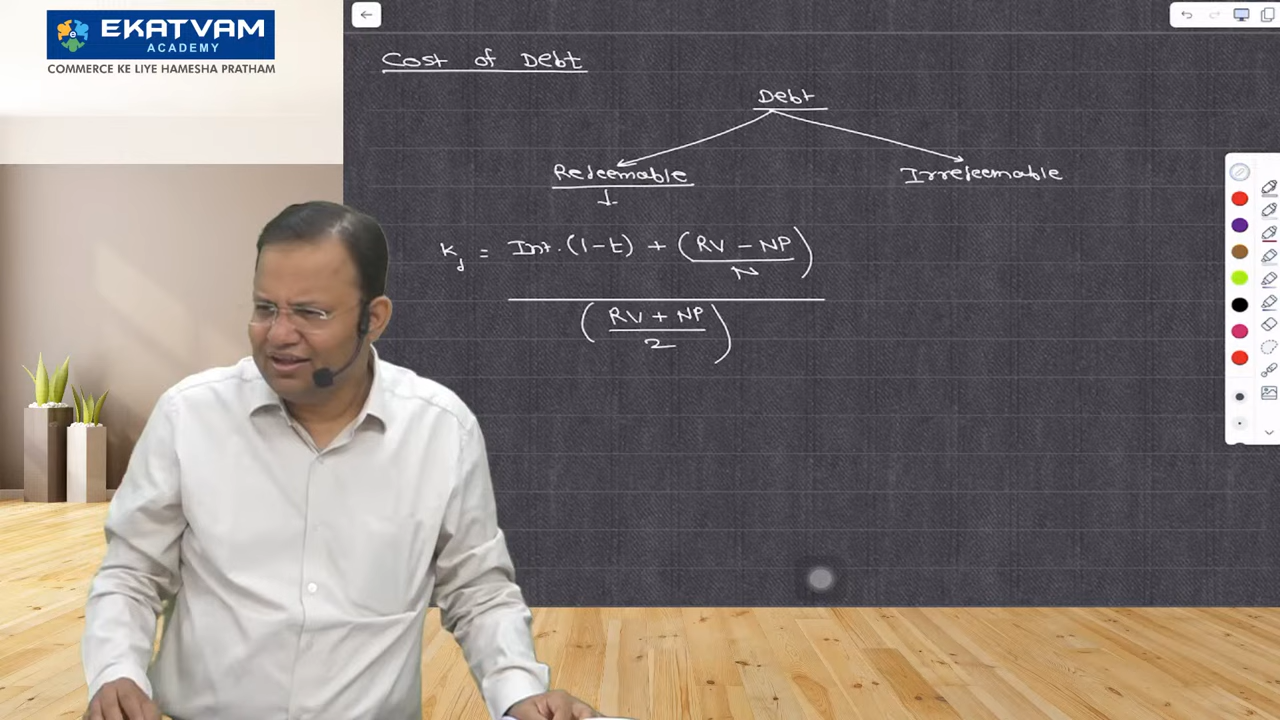 EKATVAM
ACADEMY
COMMERCE KE LIYE HAMESHA PRATHAM
Cost of Debt
Debt
Redeemable Irredeemable
Kd = Int. (1-t) + (RV - NP / N)
(RV + NP / 2)